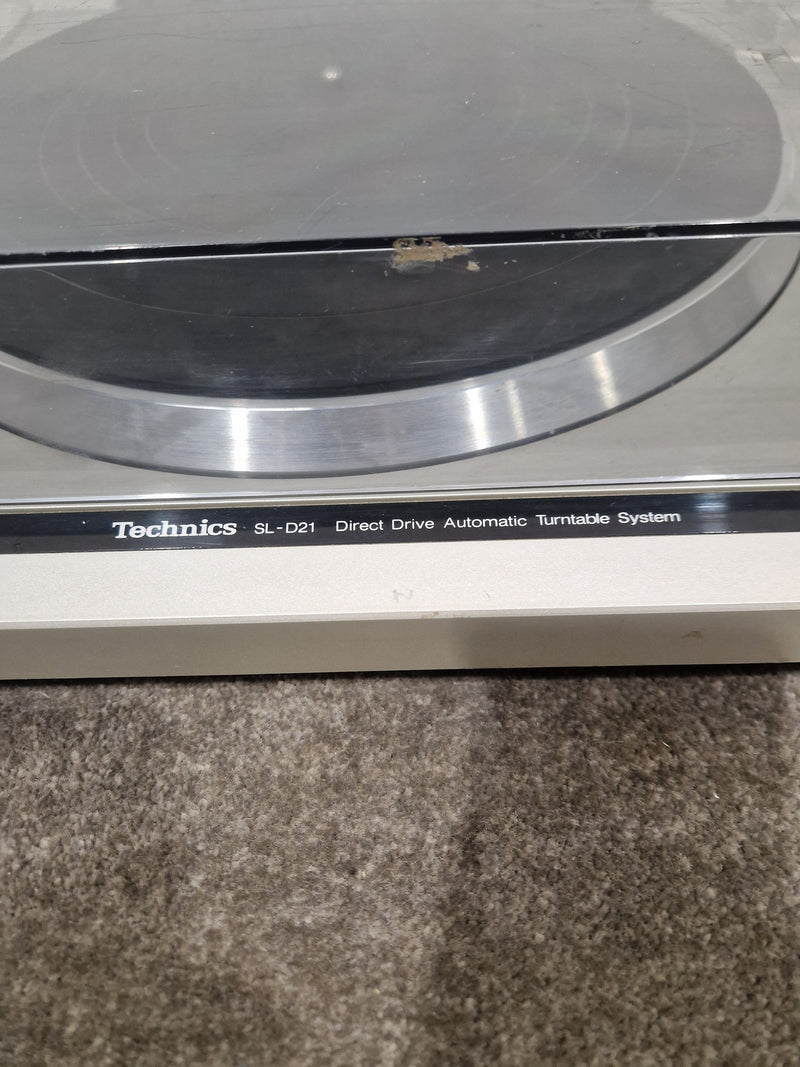 Technics SL-D21 Direct Drive Automatic Turntable System